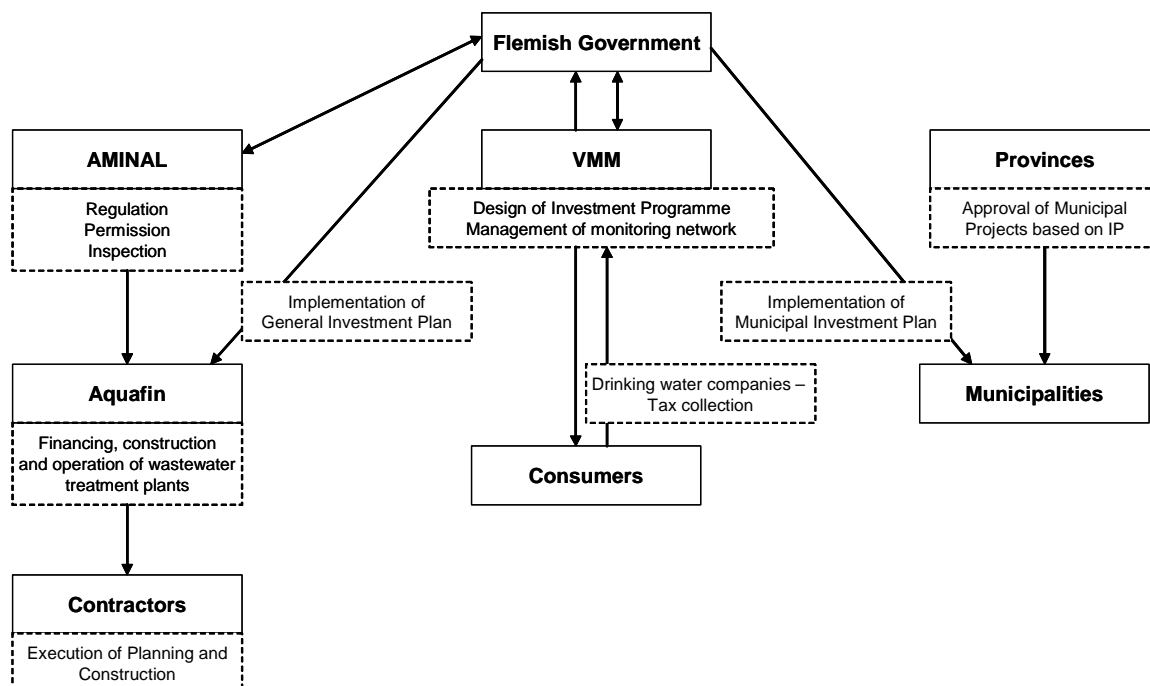 Flemish Government
AMINAL
Regulation
Permission
Inspection
VMM
Design of Investment Programme
Management of monitoring network
Provinces
Approval of Municipal
Projects based on IP
Implementation of
General Investment Plan
Implementation of
Municipal Investment Plan
Aquafin
Financing, construction
and operation of wastewater
treatment plants
Drinking water companies –
Tax collection
Municipalities
Consumers
Contractors
Execution of Planning and
Construction